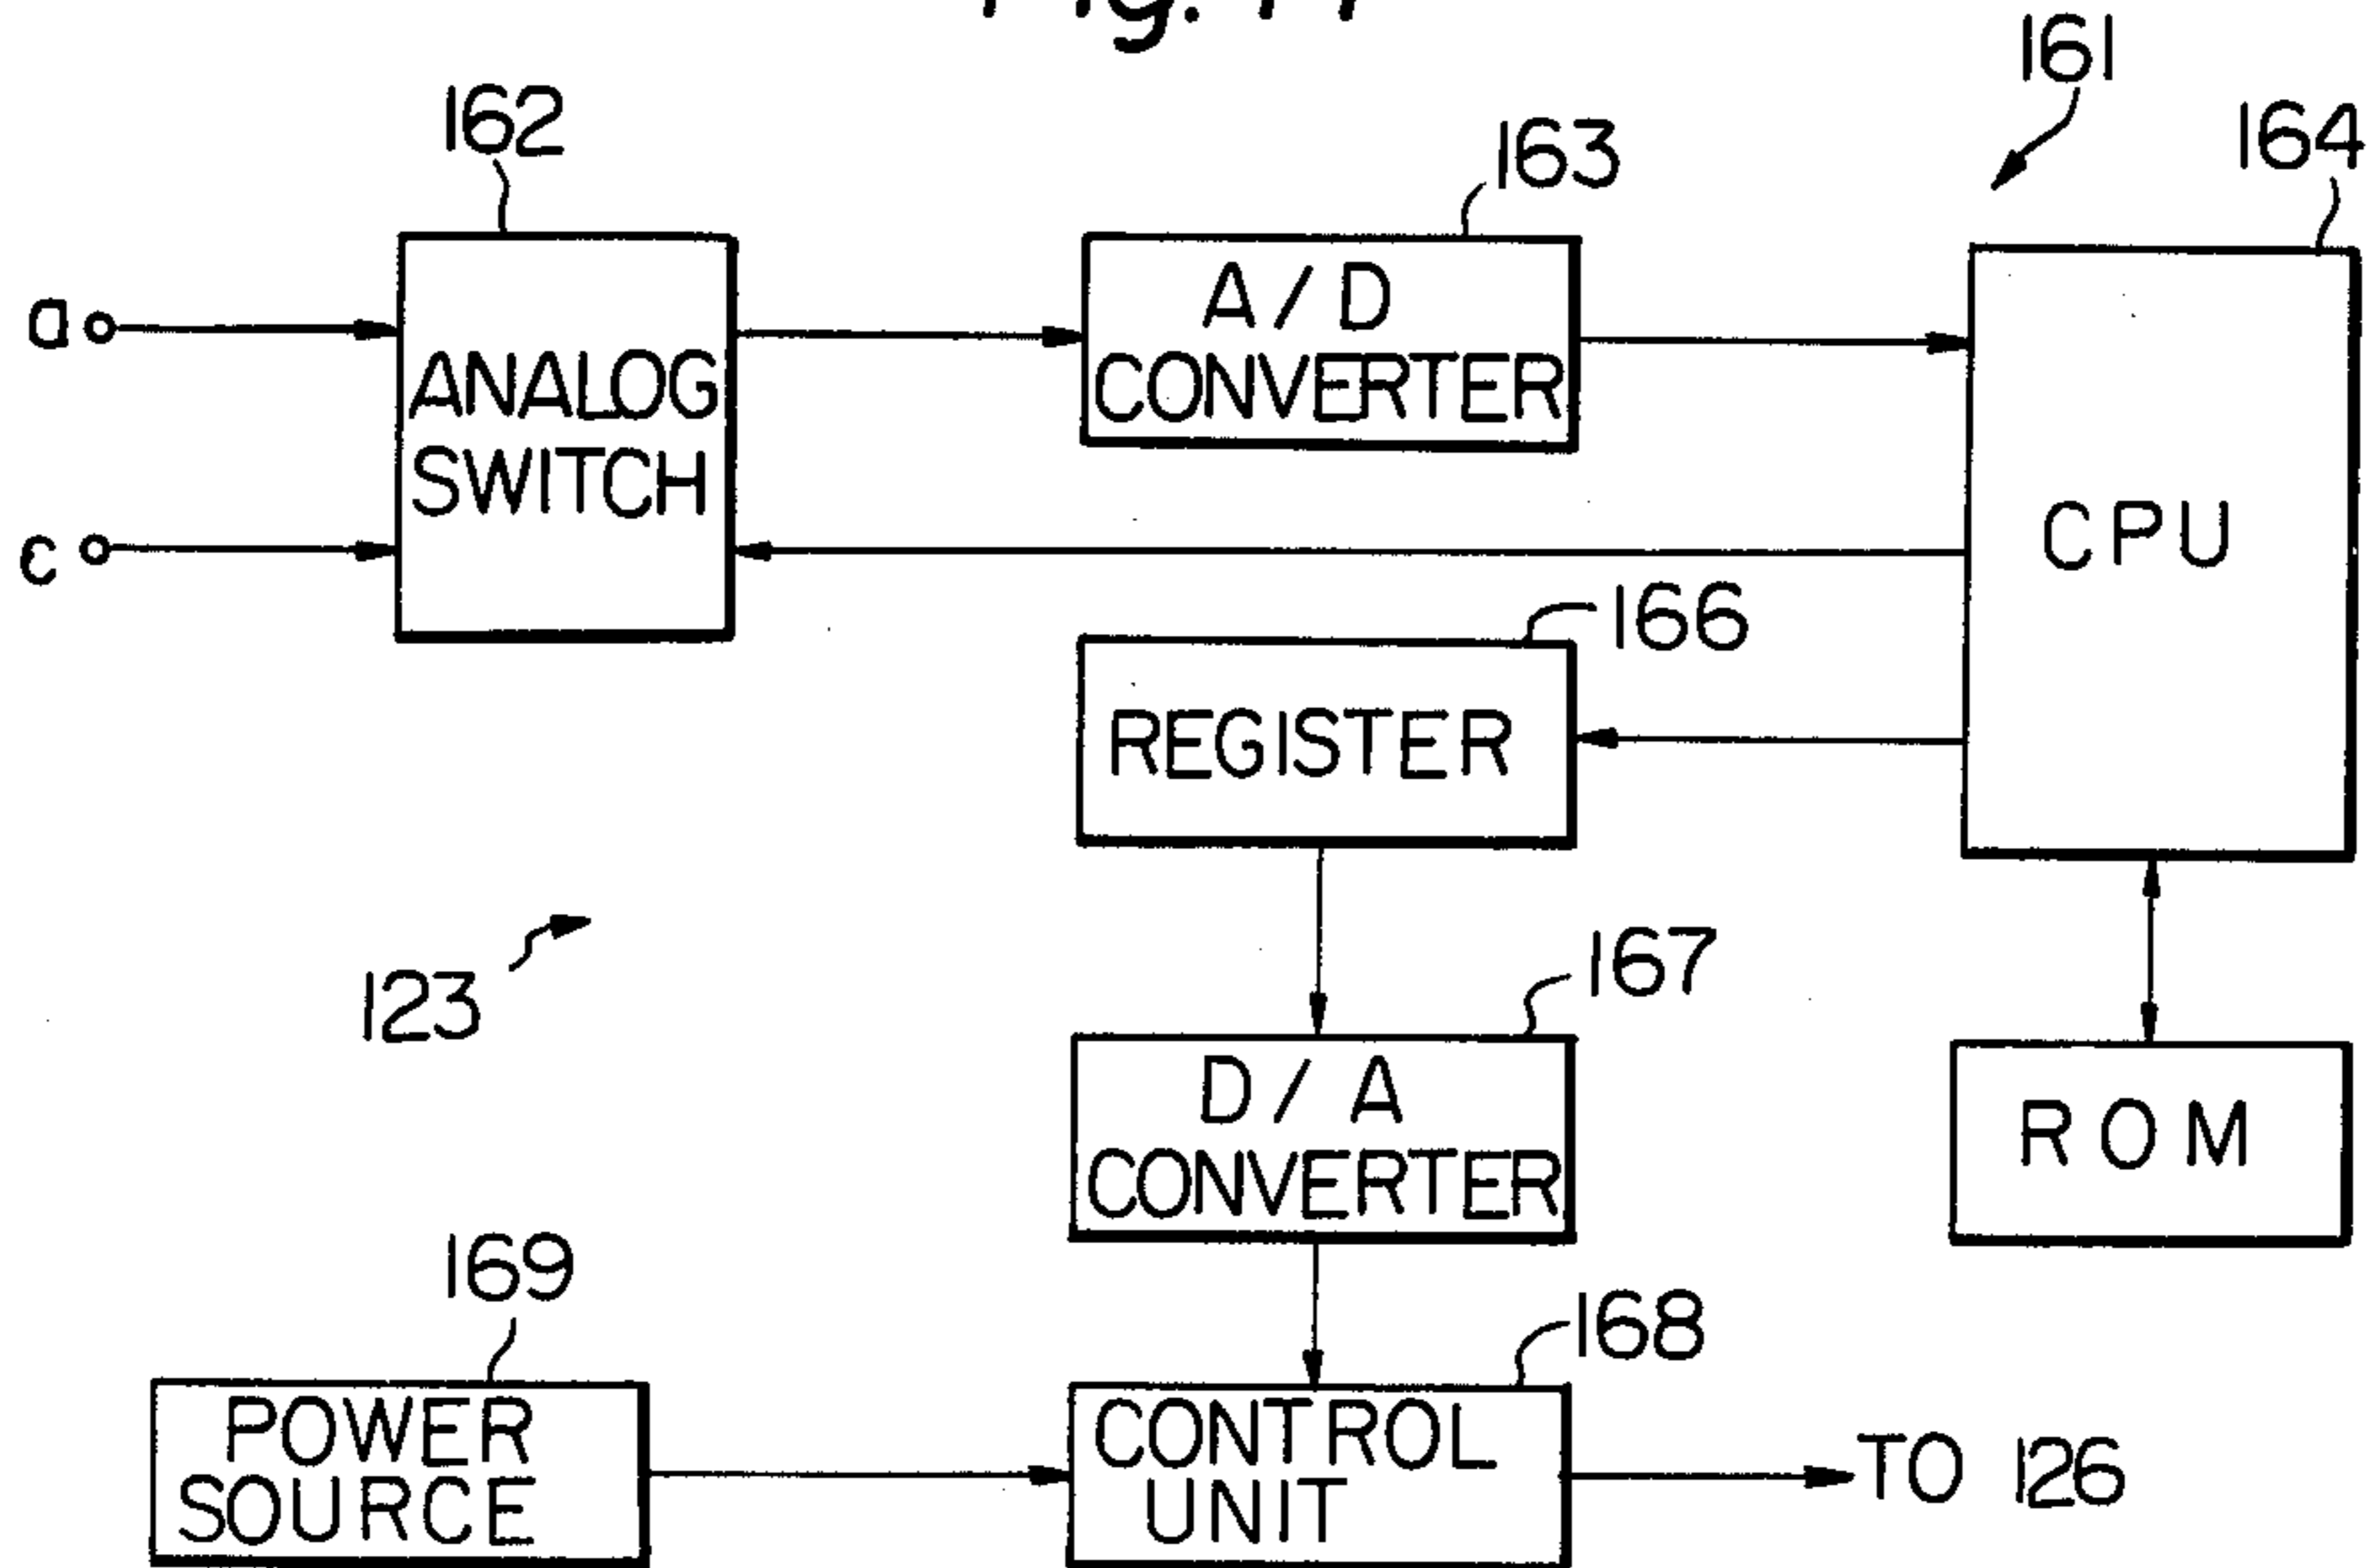 161
162
163
164
a
A/D
CONVERTER
ANALOG
SWITCH
CPU
c
166
REGISTER
167
123
D/A
CONVERTER
ROM
169
168
POWER
SOURCE
CONTROL
UNIT
TO 126